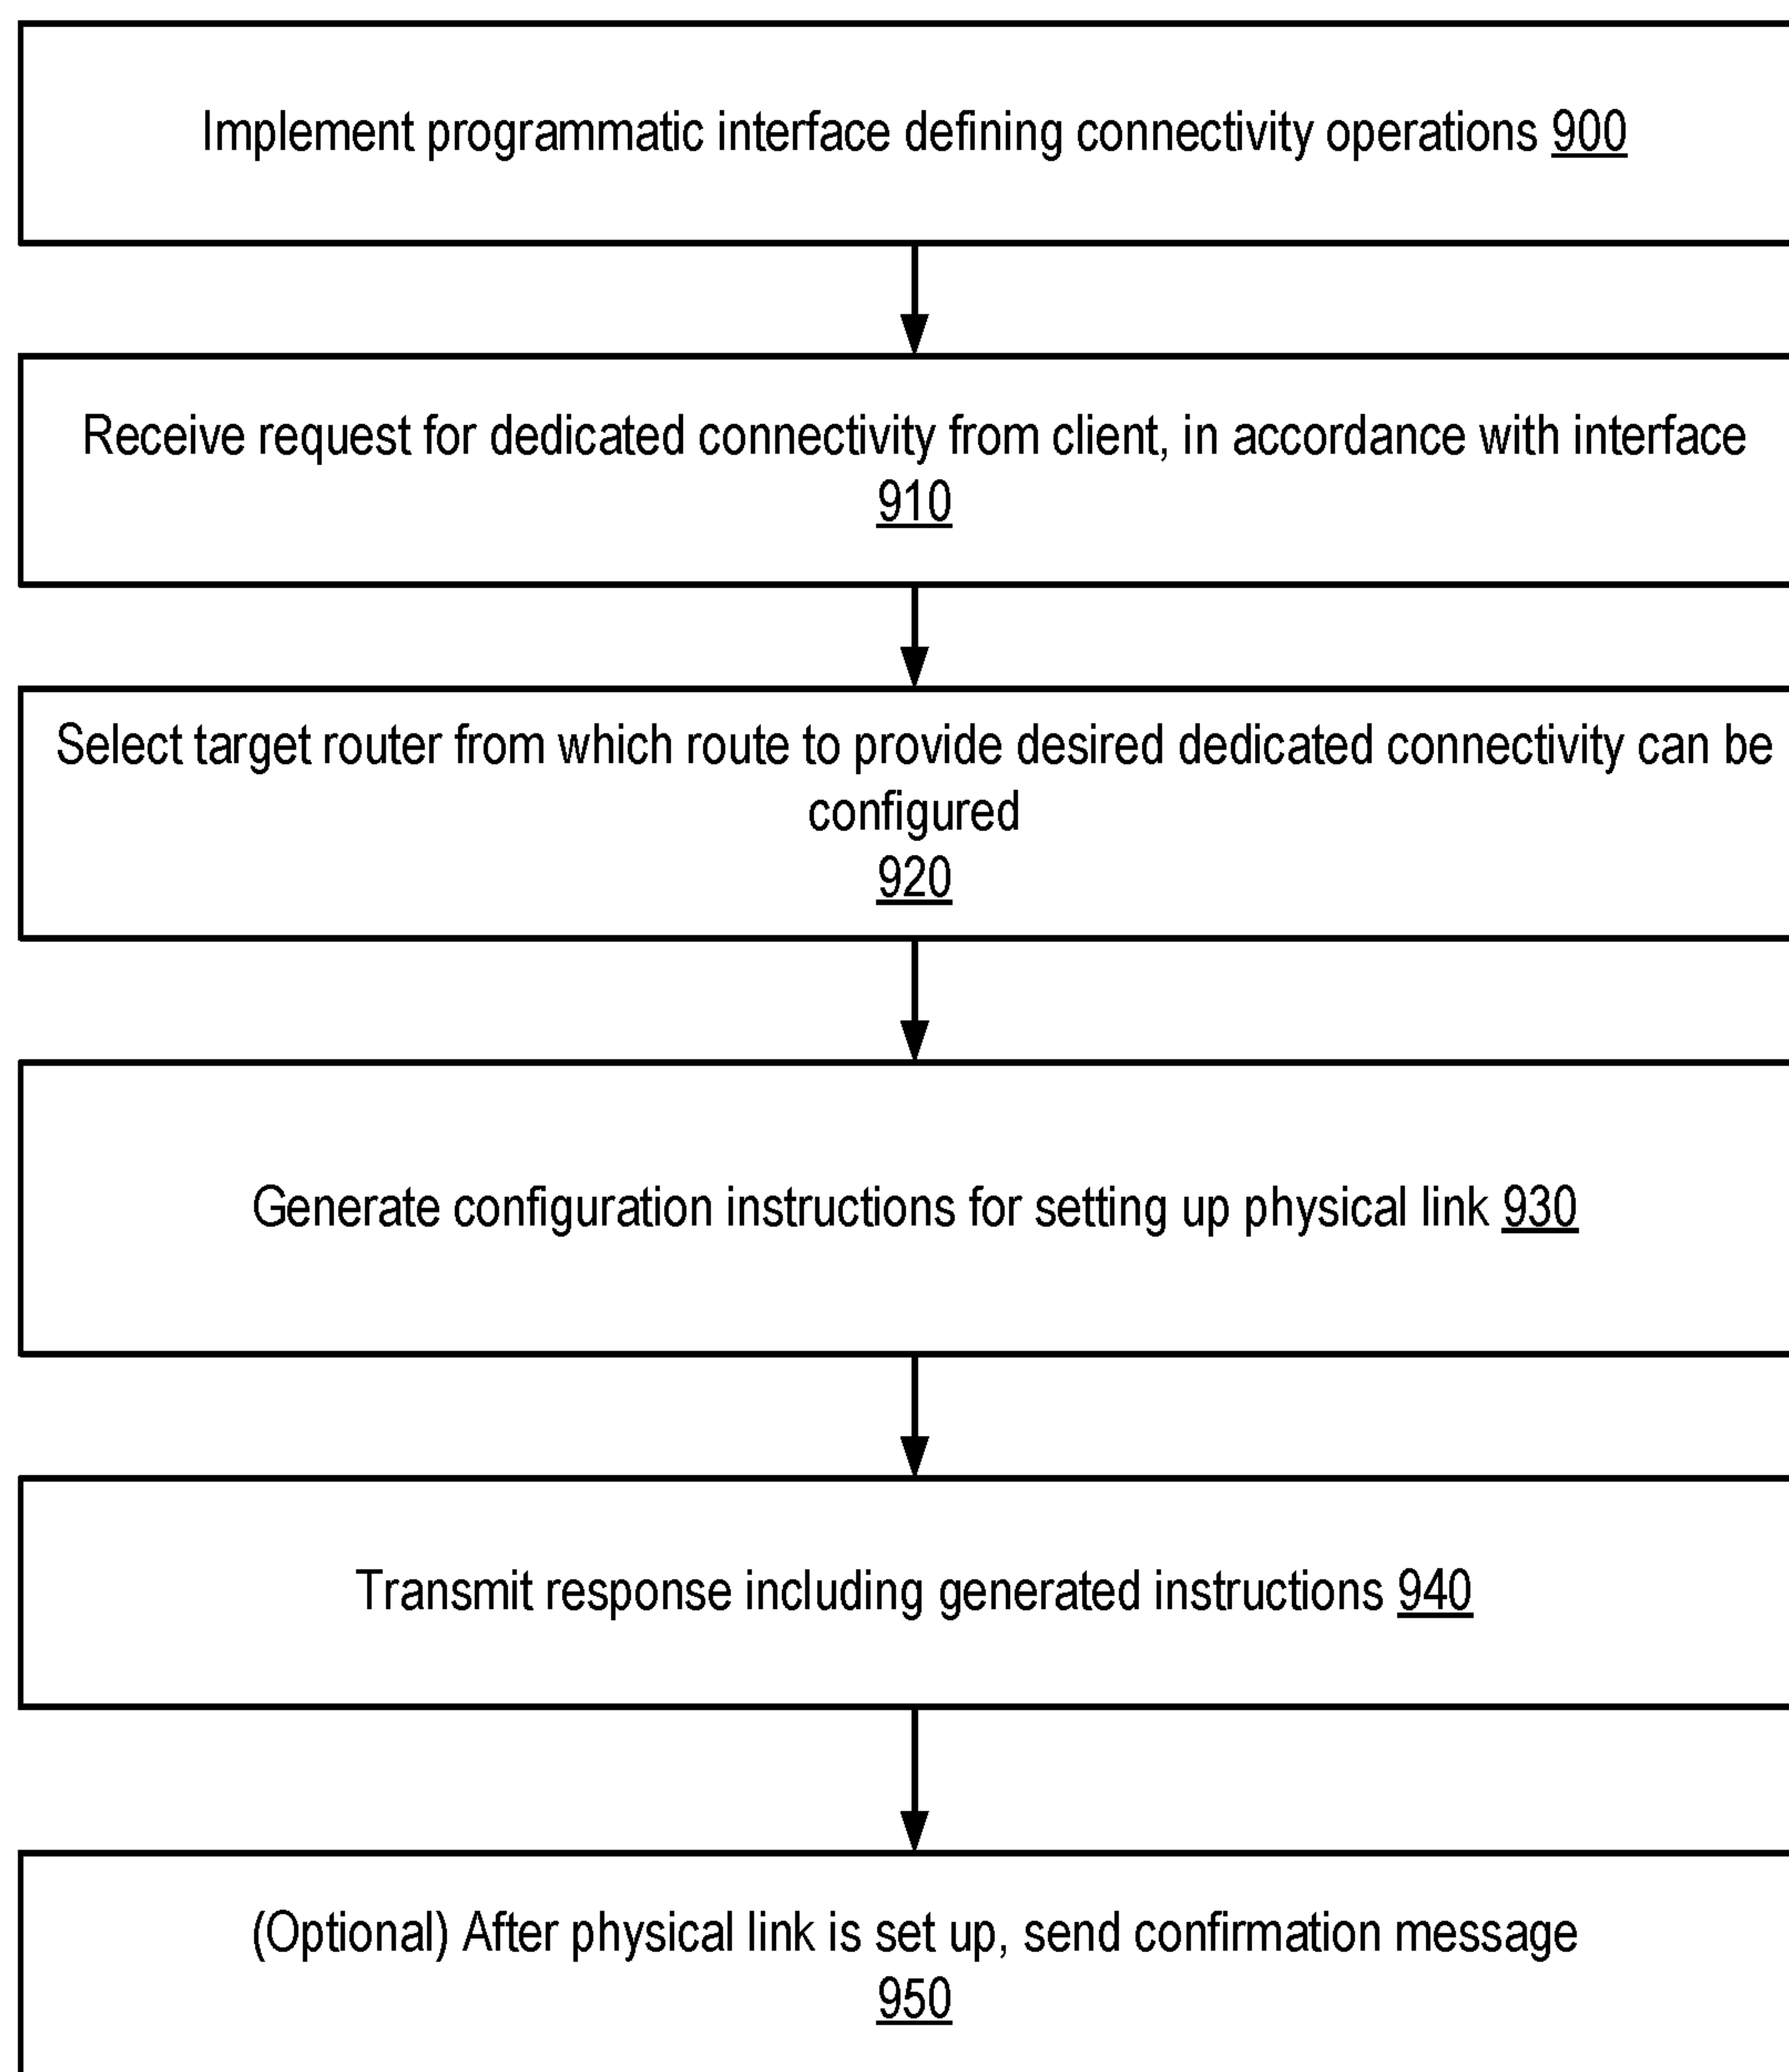 Implement programmatic interface defining connectivity operations 900
Receive request for dedicated connectivity from client, in accordance with interface
910
Select target router from which route to provide desired dedicated connectivity can be
configured
920
Generate configuration instructions for setting up physical link 930
Transmit response including generated instructions 940
(Optional) After physical link is set up, send confirmation message
950